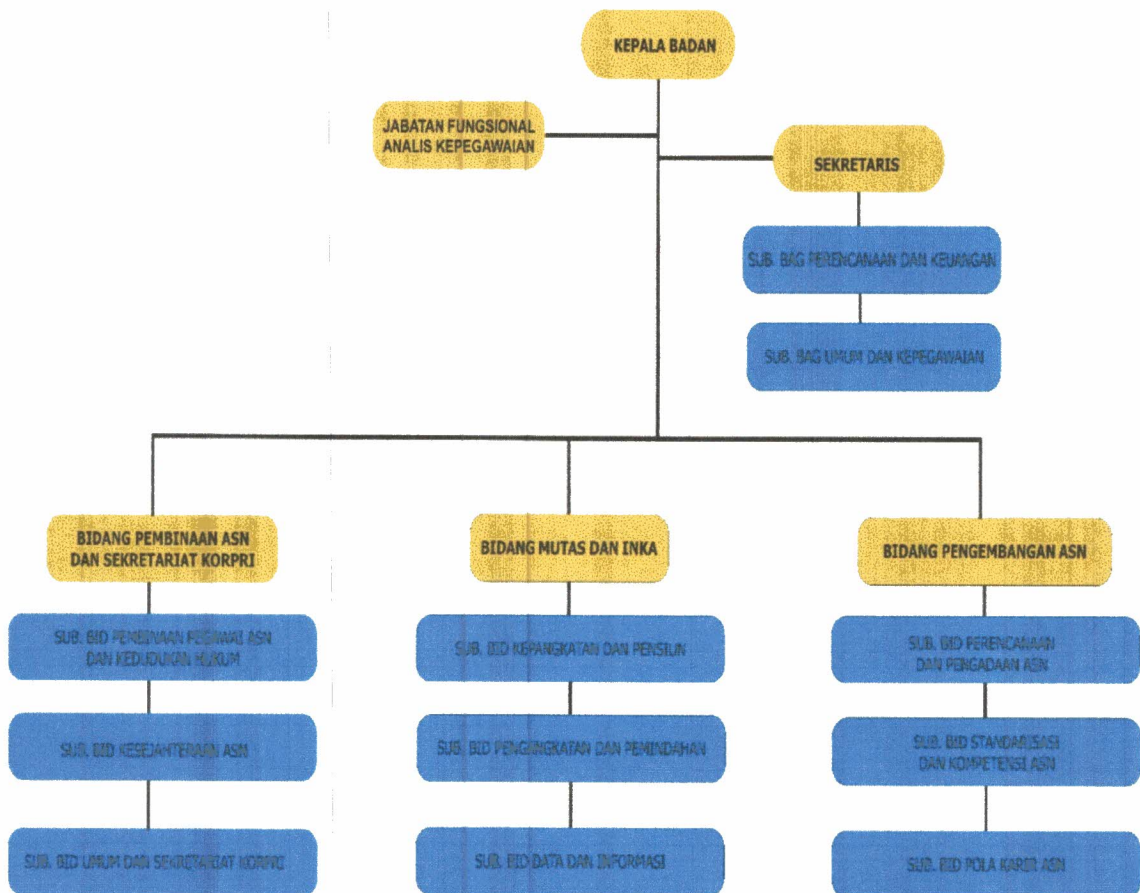 KEPALA BADAN
JABATAN FUNGSIONAL
ANALIS KEPEGAWAIAN
SEKRETARIS
SUB. BAG PERENCANAAN DAN KEUANGAN
SUB. BAG UMUM DAN KEPEGAWAIAN
BIDANG PEMBINAAN ASN
DAN SEKRETARIAT KORPRI
SUB. BID PEMBINAAN PEGAWAI ASN
DAN KEDUDUKAN HUKUM
SUB. BID KESEJAHTERAAN ASN
SUB. BID UMUM DAN SEKRETARIAT KORPRI
BIDANG MUTAS DAN INKA
SUB. BID KEPANGKATAN DAN PENSIUN
SUB. BID PENGANGKATAN DAN PEMINDAHAN
SUB. BID DATA DAN INFORMASI
BIDANG PENGEMBANGAN ASN
SUB. BID PERENCANAAN
DAN PENGADAAN ASN
SUB. BID STANDARISASI
DAN KOMPETENSI ASN
SUB. BID POLA KARIR ASN